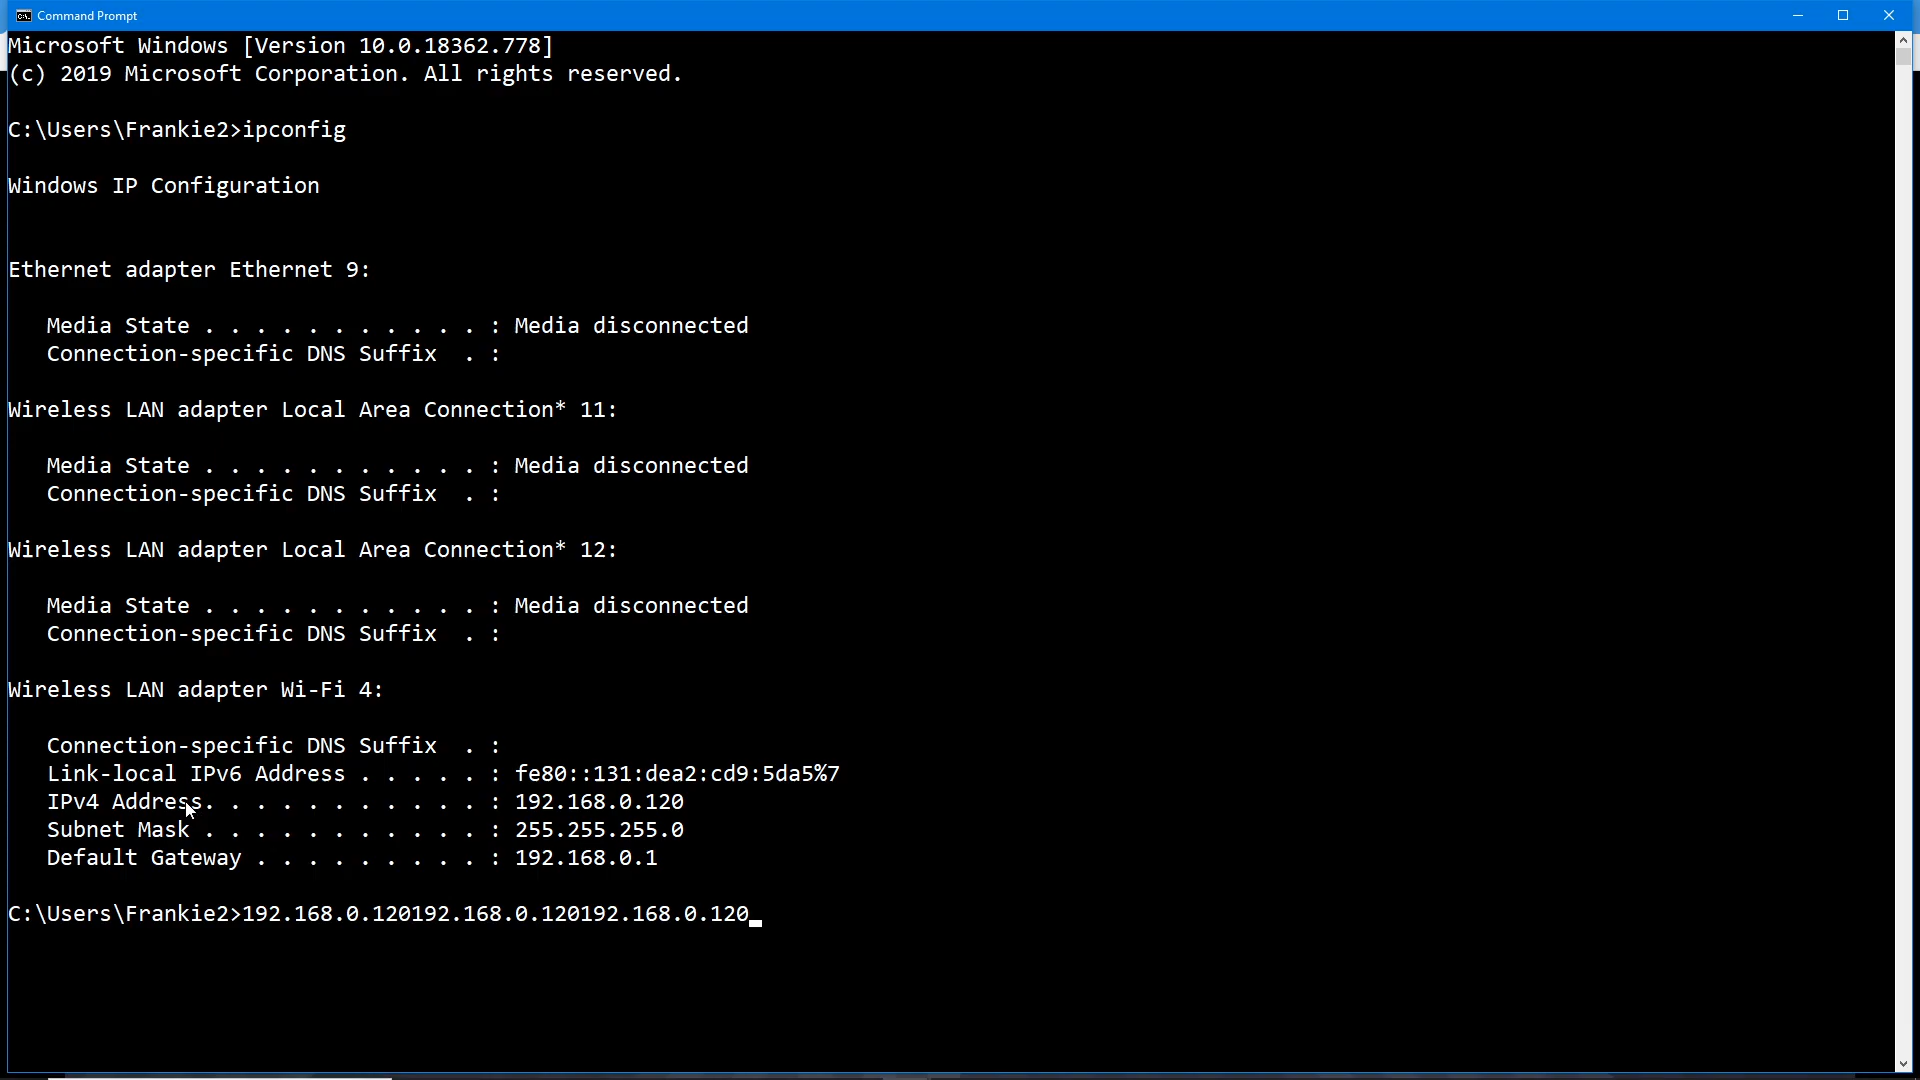 Command Prompt
Microsoft Windows [Version 10.0.18362.778]
(c) 2019 Microsoft Corporation. All rights reserved.
C:\Users\Frankie2>ipconfig
Windows IP Configuration
Ethernet adapter Ethernet 9:
   Media State . . . . . . . . . . . : Media disconnected
   Connection-specific DNS Suffix  . :
Wireless LAN adapter Local Area Connection* 11:
   Media State . . . . . . . . . . . : Media disconnected
   Connection-specific DNS Suffix  . :
Wireless LAN adapter Local Area Connection* 12:
   Media State . . . . . . . . . . . : Media disconnected
   Connection-specific DNS Suffix  . :
Wireless LAN adapter Wi-Fi 4:
   Connection-specific DNS Suffix  . :
   Link-local IPv6 Address . . . . . : fe80::131:dea2:cd9:5da5%7
   IPv4 Address. . . . . . . . . . . : 192.168.0.120
   Subnet Mask . . . . . . . . . . . : 255.255.255.0
   Default Gateway . . . . . . . . . : 192.168.0.1
C:\Users\Frankie2>192.168.0.120192.168.0.120192.168.0.120